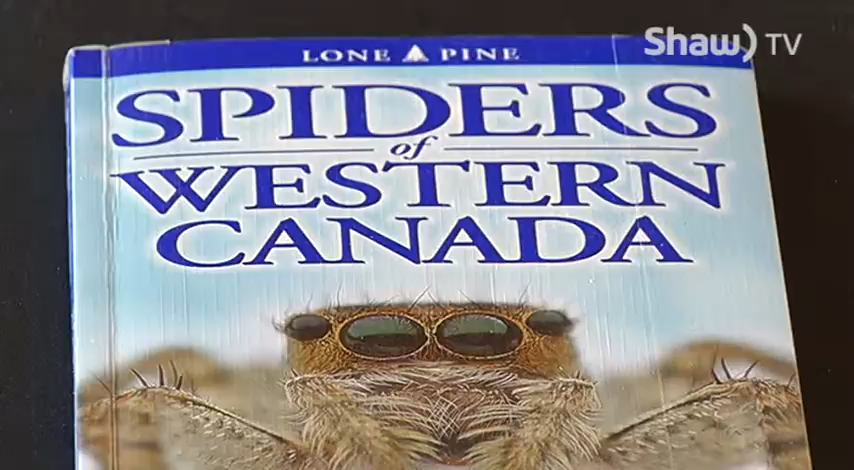 Shaw) TV
LONE PINE
SPIDERS
of
WESTERN
CANADA